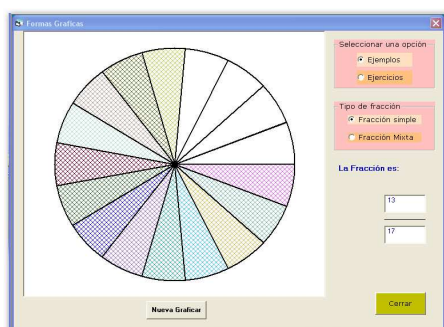 Formas Graficas
Seleccionar una opción
Ejemplos
Ejercicios
Tipo de fracción
Fracción simple
Fracción Mixta
La Fracción es:
13
17
Nueva Graficar
Cerrar